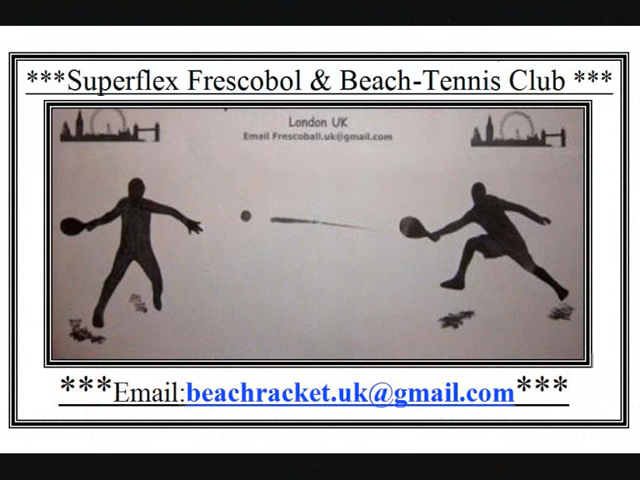 ***Superflex Frescobol & Beach-Tennis Club ***
London UK
Email Frescoball.uk@gmail.com
***Email:beachracket.uk@gmail.com***